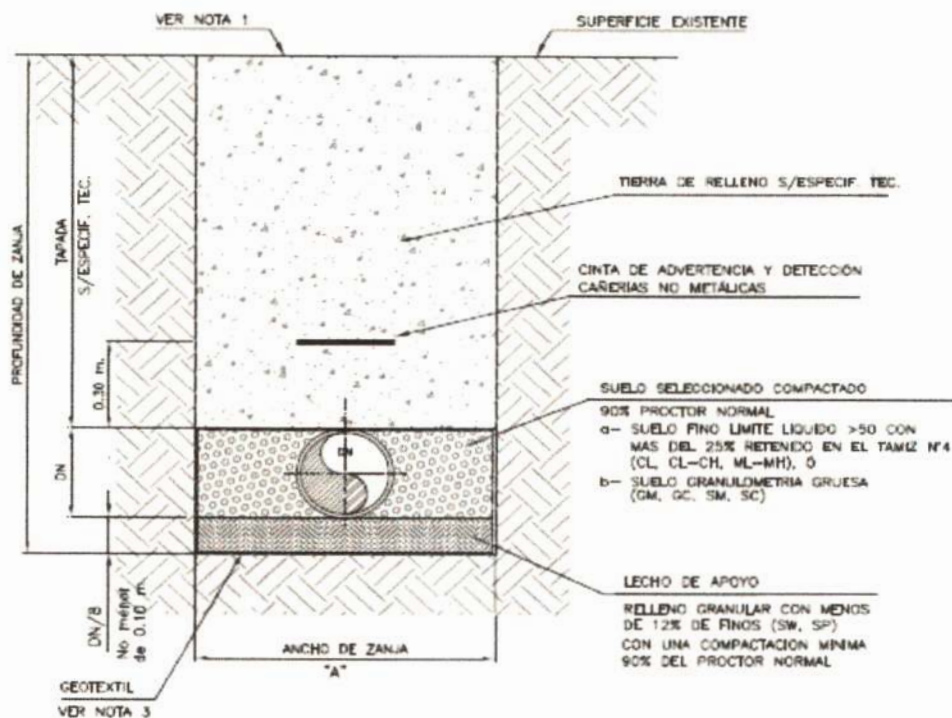 VER NOTA 1
SUPERFICIE EXISTENTE
PROFUNDIDAD DE ZANJA
TAPADA
S/ESPECIF. TEC.
TIERRA DE RELLENO S/ESPECIF. TEC.
CINTA DE ADVERTENCIA Y DETECCIÓN
CAÑERIAS NO METÁLICAS
0.30 m.
SUELO SELECCIONADO COMPACTADO
90% PROCTOR NORMAL
a- SUELO FINO LIMITE LIQUIDO >50 CON
MAS DEL 25% RETENIDO EN EL TAMIZ N°4
(CL, CL-CH, ML-MH), O
b- SUELO GRANULOMETRIA GRUESA
(GM, GC, SM, SC)
DN
DN
LECHO DE APOYO
RELLENO GRANULAR CON MENOS
DE 12% DE FINOS (SW, SP)
CON UNA COMPACTACION MINIMA
90% DEL PROCTOR NORMAL
DN/8
No menor
de 0.10 m.
ANCHO DE ZANJA
"A"
GEOTEXTIL
VER NOTA 3